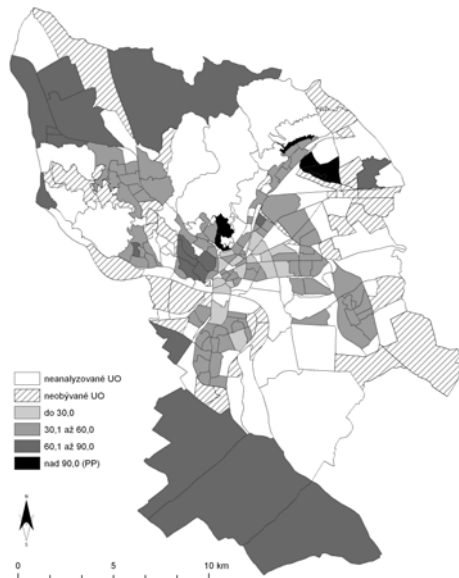 neanalyzované UO
neobývané UO
do 30,0
30,1 až 60,0
60,1 až 90,0
nad 90,0 (PP)
N
S
0 5 10 km